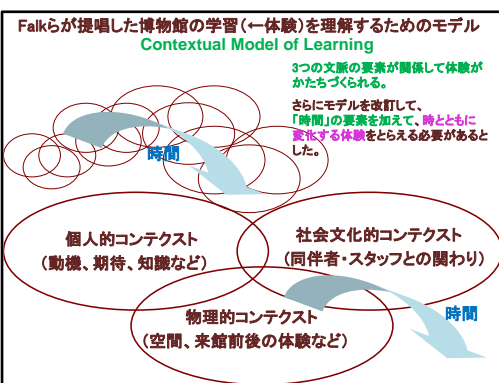 Falkらが提唱した博物館の学習(←体験)を理解するためのモデル
Contextual Model of Learning
3つの文脈の要素が関係して体験が
かたちづくられる。
さらにモデルを改訂して、
「時間」の要素を加えて、時とともに
変化する体験をとらえる必要があると
した。
時間
個人的コンテクスト
(動機、期待、知識など)
社会文化的コンテクスト
(同伴者・スタッフとの関わり)
物理的コンテクスト
(空間、来館前後の体験など)
時間